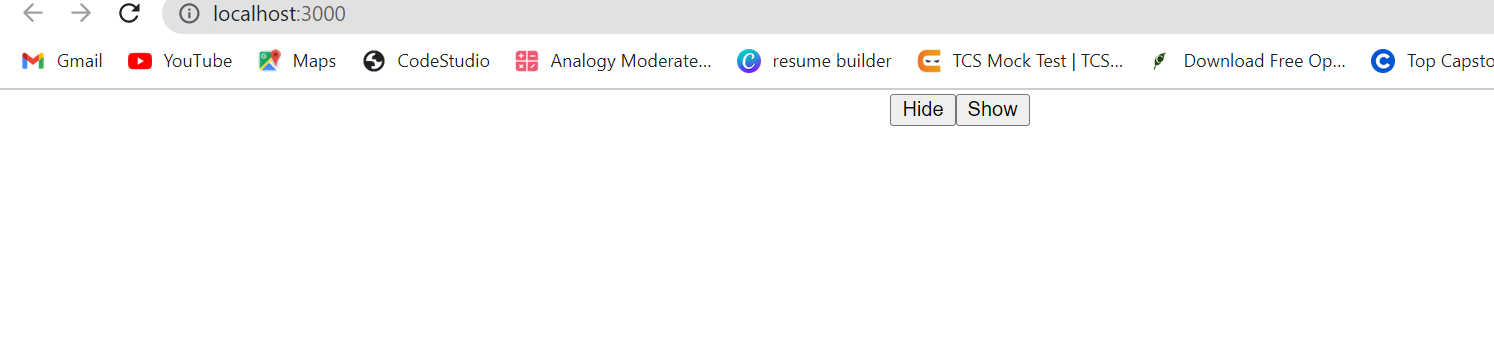 localhost:3000
Gmail YouTube Maps CodeStudio Analogy Moderate... resume builder TCS Mock Test | TCS... Download Free Op... Top Capsto
Hide Show